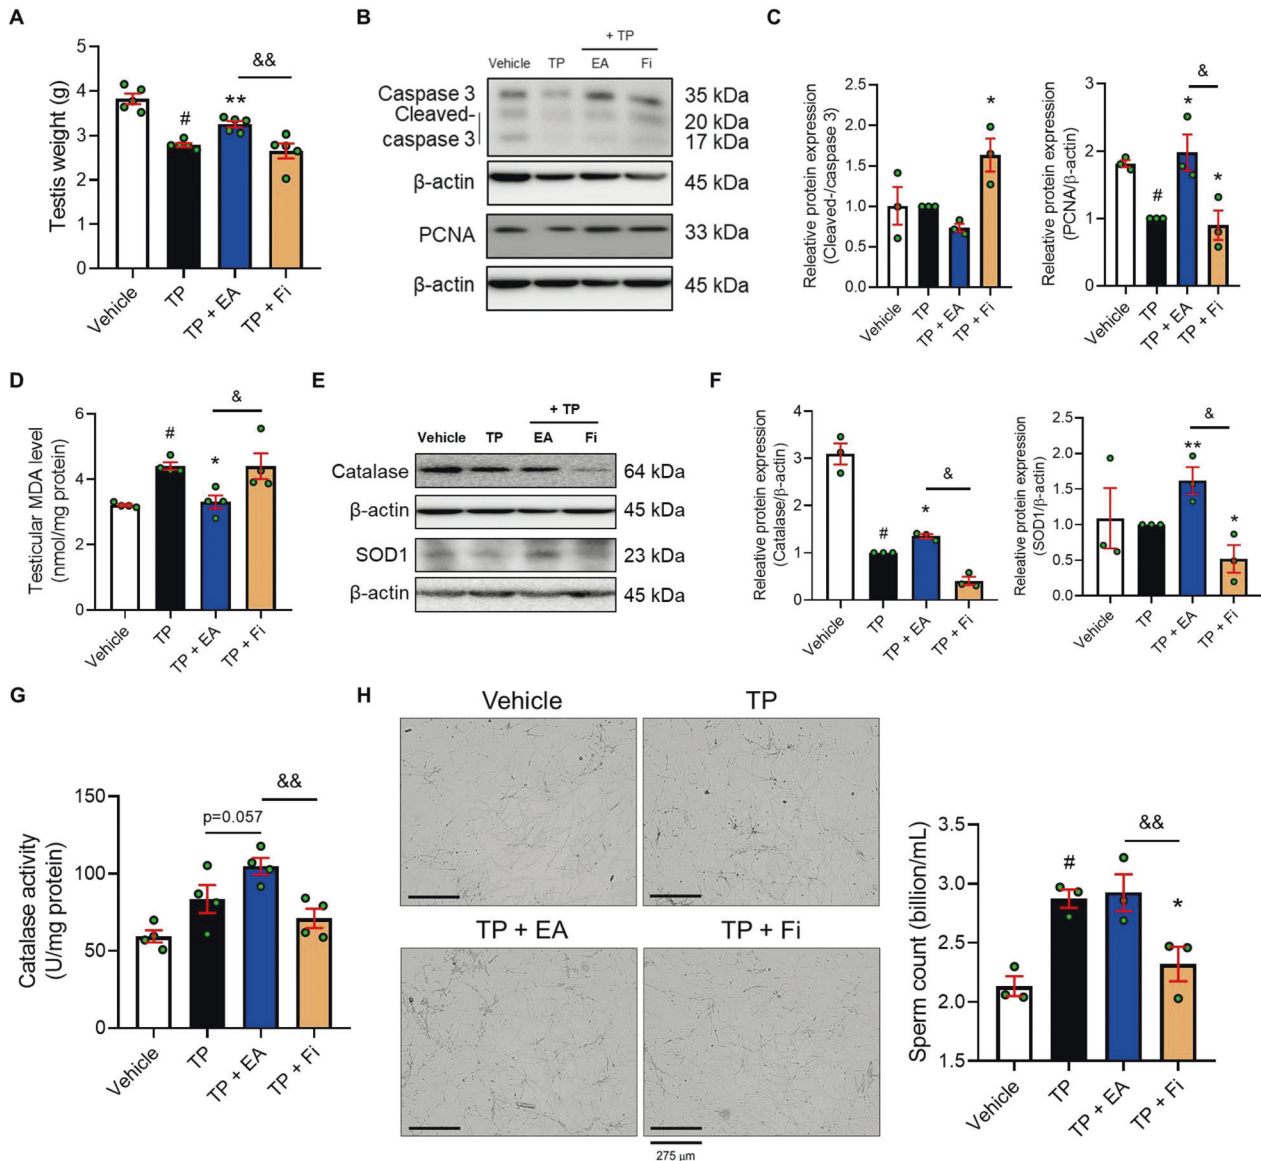 A
Testis weight (g)
5
4
3
2
1
0
#
**
&&
Vehicle
TP
TP + EA
TP + Fi
B
+ TP
Vehicle TP EA Fi
Caspase 3 35 kDa
Cleaved- 20 kDa
caspase 3 17 kDa
β-actin 45 kDa
PCNA 33 kDa
β-actin 45 kDa
C
Releative protein expression
(Cleaved-/caspase 3)
2.5
2.0
1.5
1.0
0.5
0.0
*
Vehicle
TP
TP + EA
TP + Fi
Releative protein expression
(PCNA/β-actin)
3
2
1
0
#
*
&
*
Vehicle
TP
TP + EA
TP + Fi
D
Testicular MDA level
(nmol/mg protein)
6
4
2
0
#
*
&
Vehicle
TP
TP + EA
TP + Fi
E
+ TP
Vehicle TP EA Fi
Catalase 64 kDa
β-actin 45 kDa
SOD1 23 kDa
β-actin 45 kDa
F
Releative protein expression
(Catalase/β-actin)
4
3
2
1
0
#
*
&
Vehicle
TP
TP + EA
TP + Fi
Releative protein expression
(SOD1/β-actin)
2.5
2.0
1.5
1.0
0.5
0.0
**
&
*
Vehicle
TP
TP + EA
TP + Fi
G
Catalase activity
(U/mg protein)
150
100
50
0
p=0.057
&&
Vehicle
TP
TP + EA
TP + Fi
H
Vehicle TP
TP + EA TP + Fi
275 μm
Sperm count (billion/mL)
3.5
3.0
2.5
2.0
1.5
#
&&
*
Vehicle
TP
TP + EA
TP + Fi